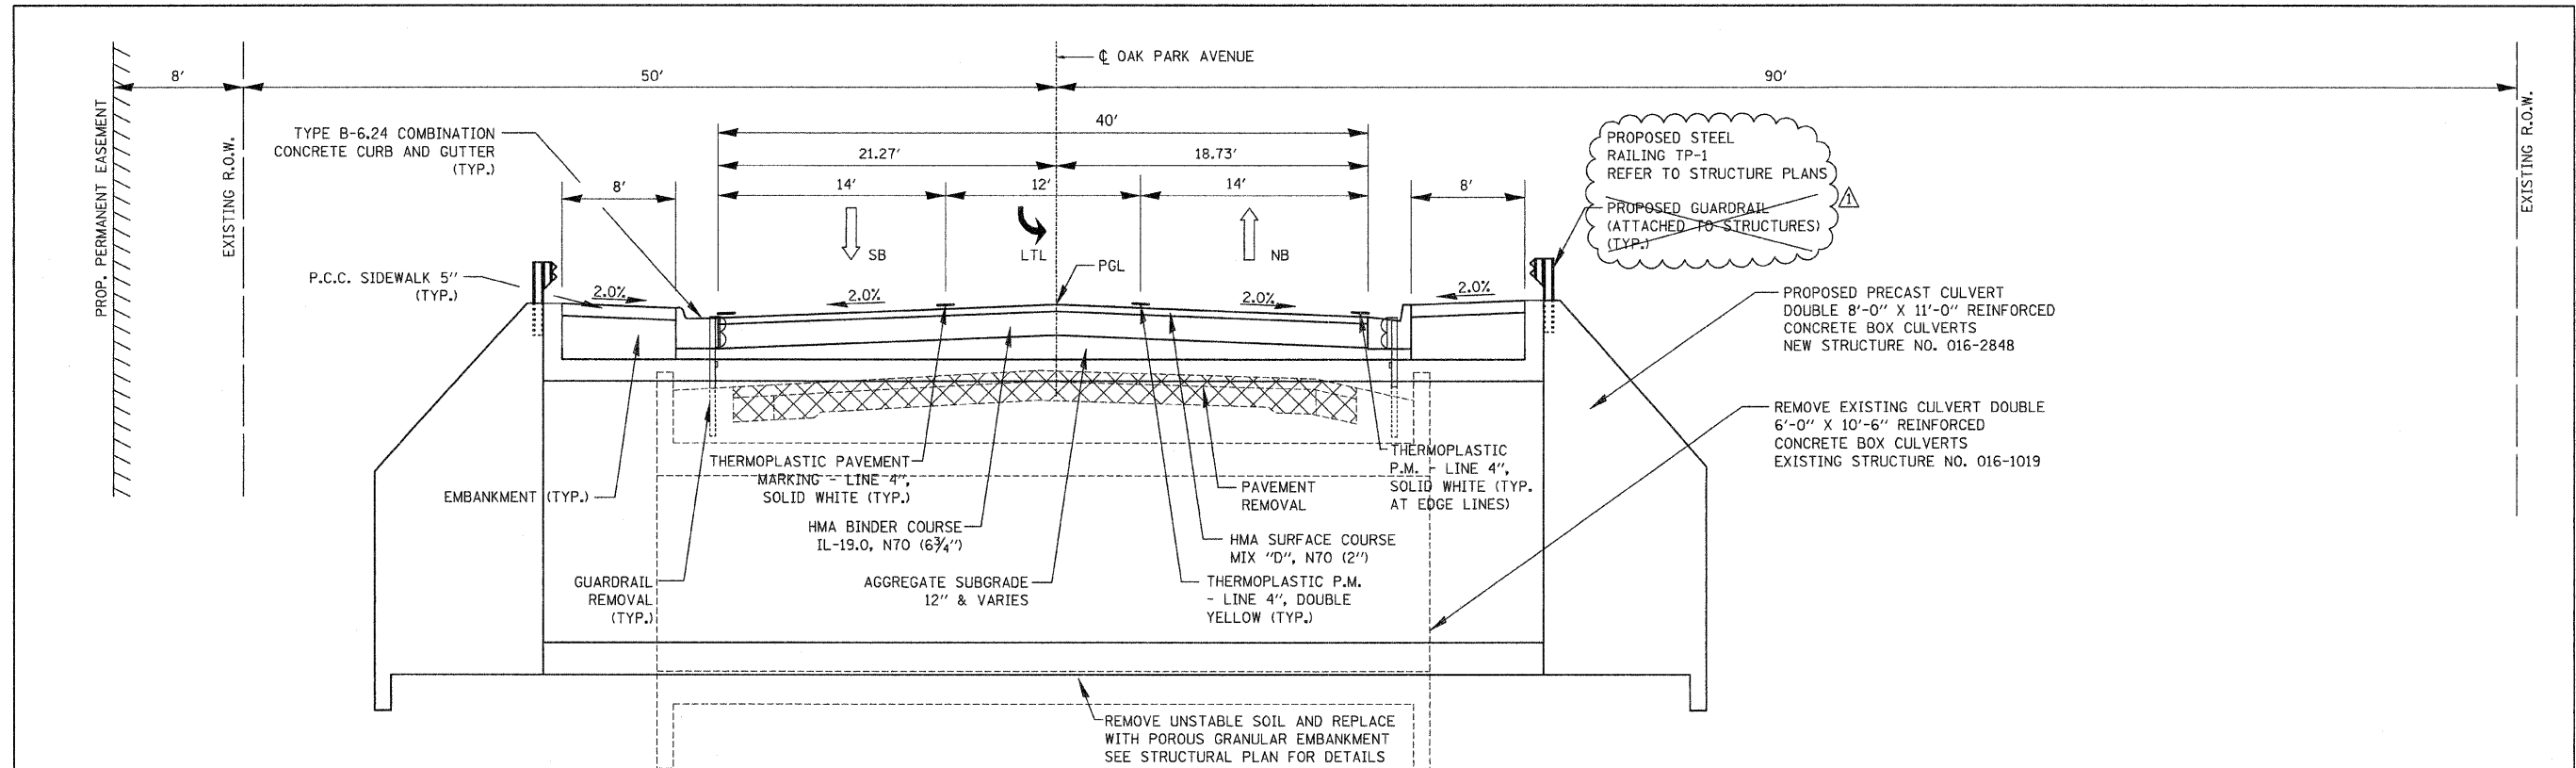 ℄ OAK PARK AVENUE
8'
50'
90'
PROP. PERMANENT EASEMENT
EXISTING R.O.W.
EXISTING R.O.W.
TYPE B-6.24 COMBINATION
CONCRETE CURB AND GUTTER
(TYP.)
40'
21.27'
18.73'
8'
14'
12'
14'
8'
SB
LTL
NB
PGL
PROPOSED STEEL
RAILING TP-1
REFER TO STRUCTURE PLANS
PROPOSED GUARDRAIL
(ATTACHED TO STRUCTURES)
(TYP.)
1
P.C.C. SIDEWALK 5"
(TYP.)
2.0%
2.0%
2.0%
2.0%
PROPOSED PRECAST CULVERT
DOUBLE 8'-0" X 11'-0" REINFORCED
CONCRETE BOX CULVERTS
NEW STRUCTURE NO. 016-2848
REMOVE EXISTING CULVERT DOUBLE
6'-0" X 10'-6" REINFORCED
CONCRETE BOX CULVERTS
EXISTING STRUCTURE NO. 016-1019
EMBANKMENT (TYP.)
THERMOPLASTIC PAVEMENT
MARKING - LINE 4",
SOLID WHITE (TYP.)
THERMOPLASTIC
P.M. - LINE 4",
SOLID WHITE (TYP.
AT EDGE LINES)
PAVEMENT
REMOVAL
HMA BINDER COURSE
IL-19.0, N70 (6¾")
HMA SURFACE COURSE
MIX "D", N70 (2")
GUARDRAIL
REMOVAL
(TYP.)
AGGREGATE SUBGRADE
12" & VARIES
THERMOPLASTIC P.M.
- LINE 4", DOUBLE
YELLOW (TYP.)
REMOVE UNSTABLE SOIL AND REPLACE
WITH POROUS GRANULAR EMBANKMENT
SEE STRUCTURAL PLAN FOR DETAILS